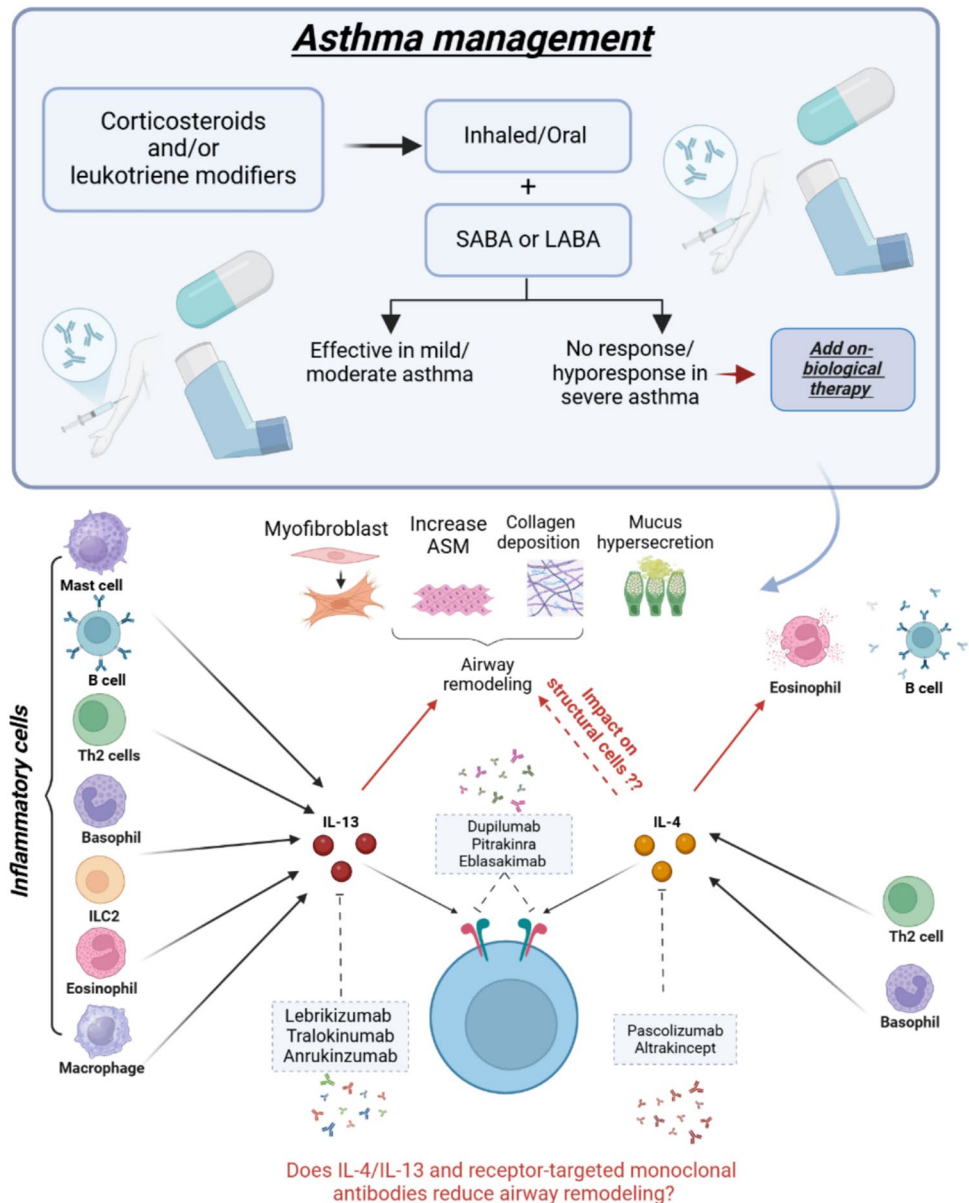 Asthma management
Corticosteroids
and/or
leukotriene modifiers
Inhaled/Oral
+
SABA or LABA
Effective in mild/
moderate asthma
No response/
hyporesponse in
severe asthma
Add on-
biological
therapy
Inflammatory cells
Mast cell
B cell
Th2 cells
Basophil
ILC2
Eosinophil
Macrophage
Myofibroblast
Increase
ASM
Collagen
deposition
Mucus
hypersecretion
Airway
remodeling
Impact on
structural cells ??
Eosinophil
B cell
IL-13
Dupilumab
Pitrakinra
Eblasakimab
IL-4
Th2 cell
Basophil
Lebrikizumab
Tralokinumab
Anrukinzumab
Pascolizumab
Altrakincept
Does IL-4/IL-13 and receptor-targeted monoclonal
antibodies reduce airway remodeling?